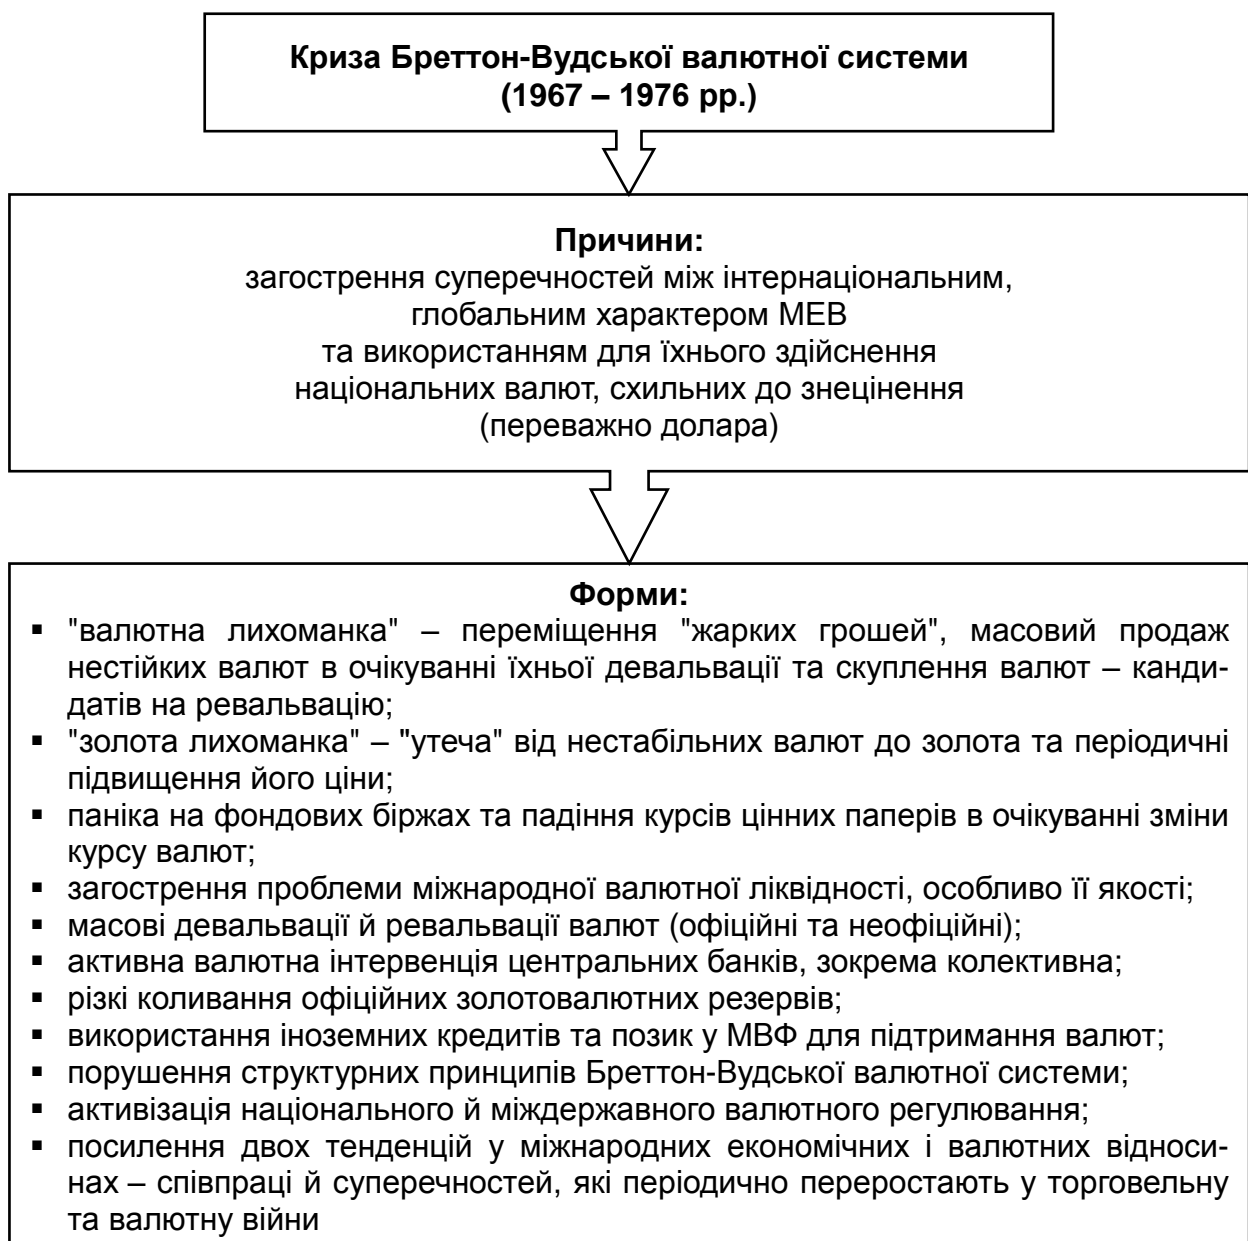 Криза Бреттон-Вудської валютної системи
(1967 – 1976 рр.)
Причини:
загострення суперечностей між інтернаціональним,
глобальним характером МЕВ
та використанням для їхнього здійснення
національних валют, схильних до знецінення
(переважно долара)
Форми:
▪ "валютна лихоманка" – переміщення "жарких грошей", масовий продаж
нестійких валют в очікуванні їхньої девальвації та скуплення валют – канди-
датів на ревальвацію;
▪ "золота лихоманка" – "утеча" від нестабільних валют до золота та періодичні
підвищення його ціни;
▪ паніка на фондових біржах та падіння курсів цінних паперів в очікуванні зміни
курсу валют;
▪ загострення проблеми міжнародної валютної ліквідності, особливо її якості;
▪ масові девальвації й ревальвації валют (офіційні та неофіційні);
▪ активна валютна інтервенція центральних банків, зокрема колективна;
▪ різкі коливання офіційних золотовалютних резервів;
▪ використання іноземних кредитів та позик у МВФ для підтримання валют;
▪ порушення структурних принципів Бреттон-Вудської валютної системи;
▪ активізація національного й міждержавного валютного регулювання;
▪ посилення двох тенденцій у міжнародних економічних і валютних відноси-
нах – співпраці й суперечностей, які періодично переростають у торговельну
та валютну війни